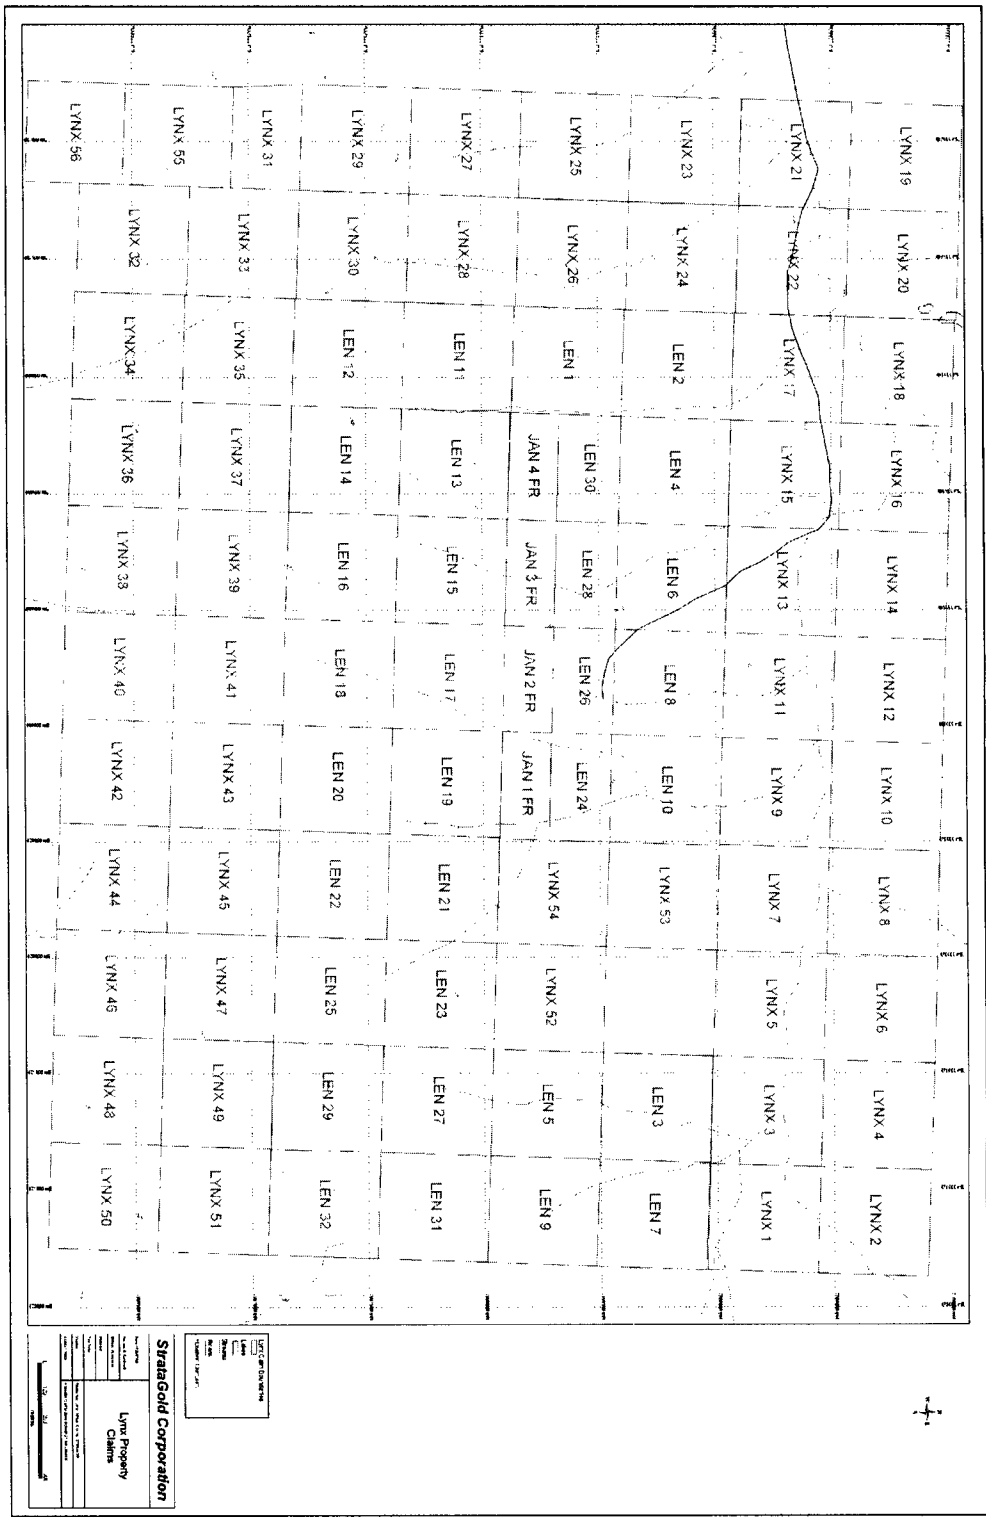 LYNX 19
LYNX 20
LYNX 18
LYNX 16
LYNX 14
LYNX 12
LYNX 10
LYNX 8
LYNX 6
LYNX 4
LYNX 2
LYNX 21
LYNX 22
LYNX 17
LYNX 15
LYNX 13
LYNX 11
LYNX 9
LYNX 7
LYNX 5
LYNX 3
LYNX 1
LYNX 23
LYNX 24
LEN 2
LEN 4
LEN 6
LEN 8
LEN 10
LYNX 53
LEN 3
LEN 7
LYNX 25
LYNX 26
LEN 1
LEN 30
LEN 28
LEN 26
LEN 24
LYNX 54
LYNX 52
LEN 5
LEN 9
JAN 4 FR
JAN 3 FR
JAN 2 FR
JAN 1 FR
LYNX 27
LYNX 28
LEN 11
LEN 13
LEN 15
LEN 17
LEN 19
LEN 21
LEN 23
LEN 27
LEN 31
LYNX 29
LYNX 30
LEN 12
LEN 14
LEN 16
LEN 18
LEN 20
LEN 22
LEN 25
LEN 29
LEN 32
LYNX 31
LYNX 33
LYNX 35
LYNX 37
LYNX 39
LYNX 41
LYNX 43
LYNX 45
LYNX 47
LYNX 49
LYNX 51
LYNX 55
LYNX 32
LYNX 34
LYNX 36
LYNX 38
LYNX 40
LYNX 42
LYNX 44
LYNX 46
LYNX 48
LYNX 50
LYNX 56
Lynx Claim Boundaries
Lakes
Streams
Roads
StrataGold Corporation
Lynx Property
Claims